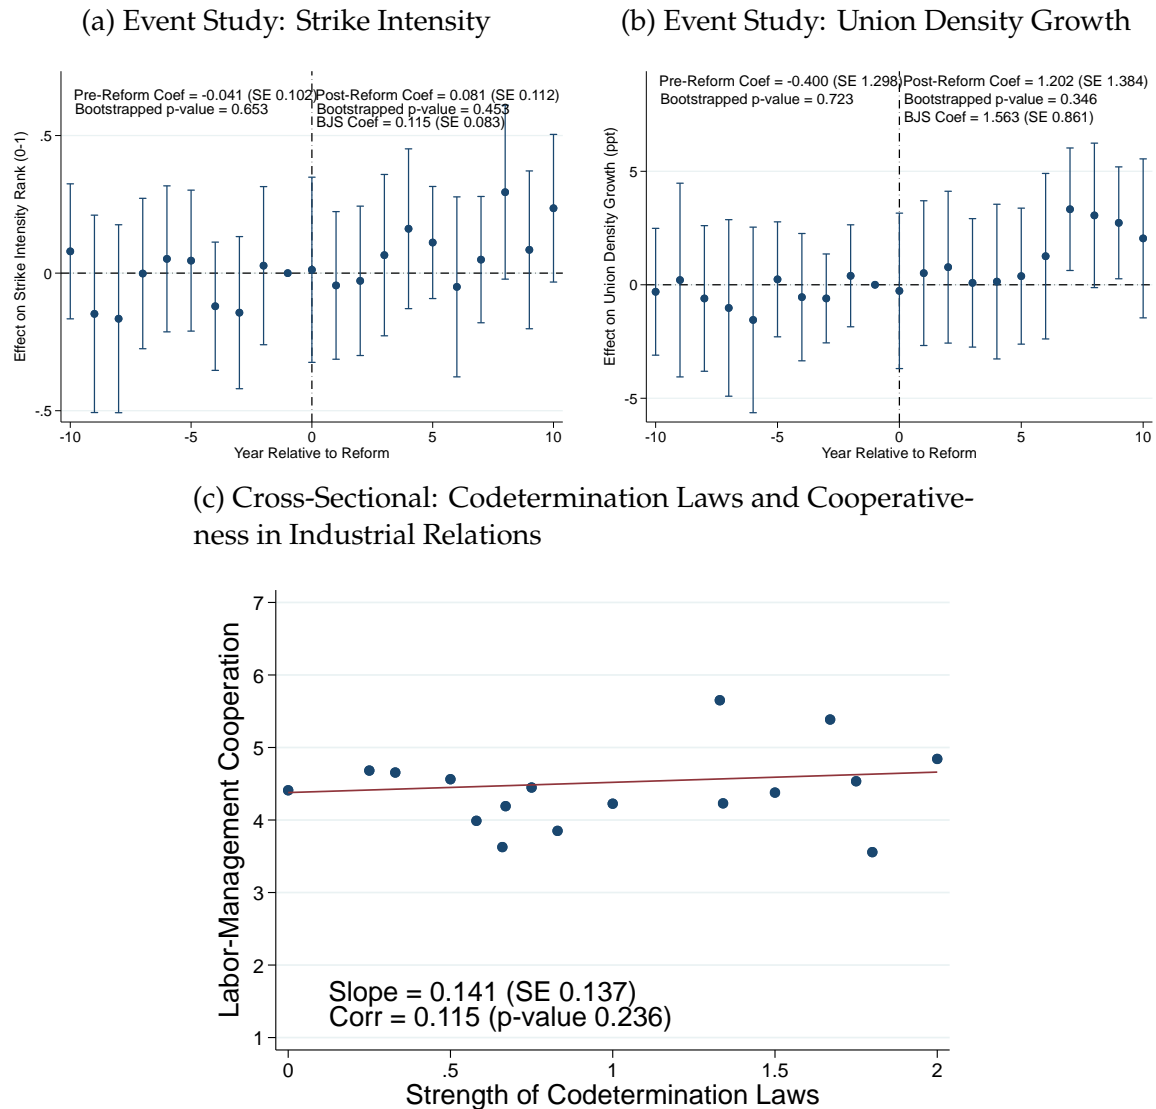 (a) Event Study: Strike Intensity
Pre-Reform Coef = -0.041 (SE 0.102)
Bootstrapped p-value = 0.653
Post-Reform Coef = 0.081 (SE 0.112)
Bootstrapped p-value = 0.453
BJS Coef = 0.115 (SE 0.083)
Effect on Strike Intensity Rank (0-1)
.5
0
-.5
-10 -5 0 5 10
Year Relative to Reform
(b) Event Study: Union Density Growth
Pre-Reform Coef = -0.400 (SE 1.298)
Bootstrapped p-value = 0.723
Post-Reform Coef = 1.202 (SE 1.384)
Bootstrapped p-value = 0.346
BJS Coef = 1.563 (SE 0.861)
Effect on Union Density Growth (ppt)
5
0
-5
-10 -5 0 5 10
Year Relative to Reform
(c) Cross-Sectional: Codetermination Laws and Cooperative-
ness in Industrial Relations
Labor-Management Cooperation
7
6
5
4
3
2
1
Slope = 0.141 (SE 0.137)
Corr = 0.115 (p-value 0.236)
0 .5 1 1.5 2
Strength of Codetermination Laws